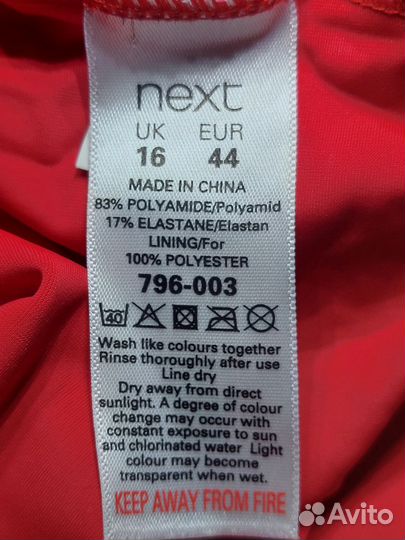 next
UK EUR
16 44
MADE IN CHINA
83% POLYAMIDE/Polyamid
17% ELASTANE/Elastan
LINING/For
100% POLYESTER
796-003
40
Wash like colours together
Rinse thoroughly after use
Line dry
Dry away from direct
sunlight. A degree of colour
change may occur with
constant exposure to sun
and chlorinated water Light
colour may become
transparent when wet.
KEEP AWAY FROM FIRE
Avito